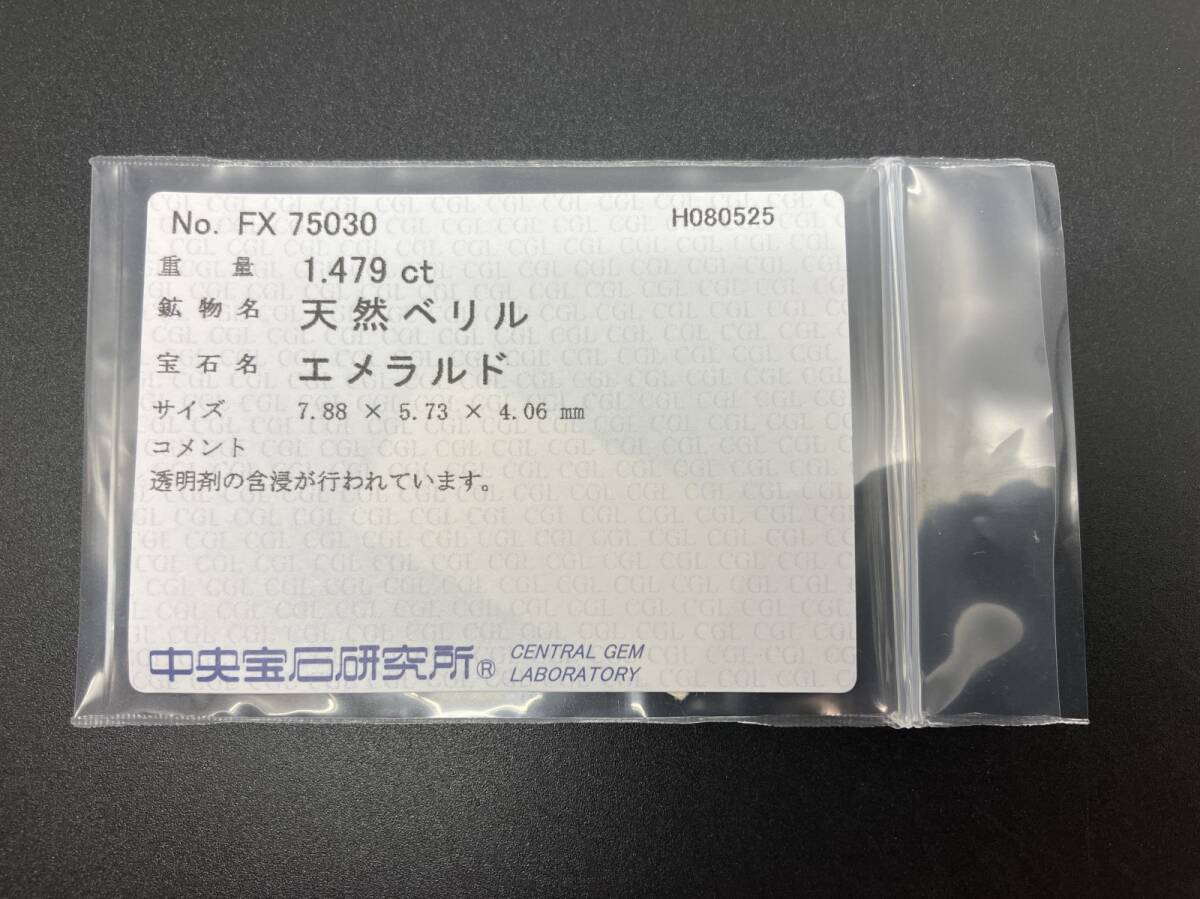 No. FX 75030
H080525
重量 1.479 ct
鉱物名 天然ベリル
宝石名 エメラルド
サイズ 7.88 × 5.73 × 4.06 mm
コメント
透明剤の含浸が行われています。
中央宝石研究所® CENTRAL GEM
LABORATORY